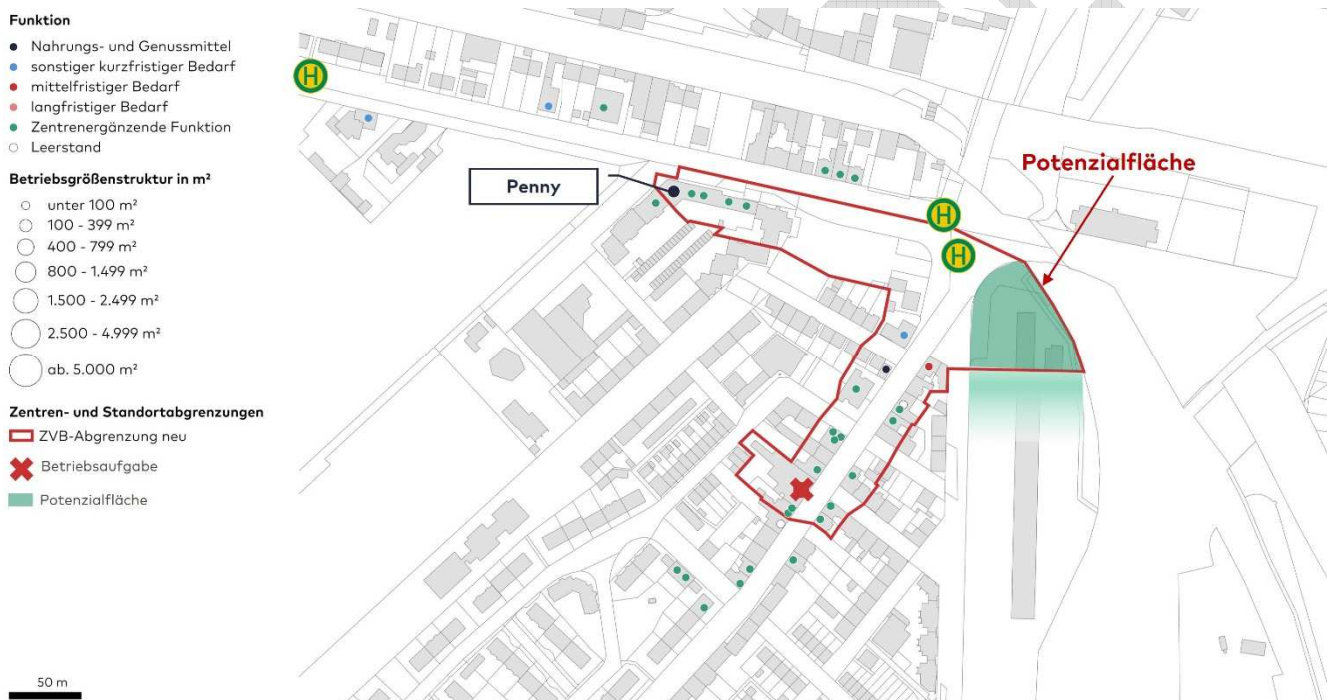 Funktion
Nahrungs- und Genussmittel
sonstiger kurzfristiger Bedarf
mittelfristiger Bedarf
langfristiger Bedarf
Zentrenergänzende Funktion
Leerstand
Betriebsgrößenstruktur in m²
unter 100 m²
100 - 399 m²
400 - 799 m²
800 - 1.499 m²
1.500 - 2.499 m²
2.500 - 4.999 m²
ab. 5.000 m²
Zentren- und Standortabgrenzungen
ZVB-Abgrenzung neu
Betriebsaufgabe
Potenzialfläche
50 m
H
Penny
Potenzialfläche
H
H